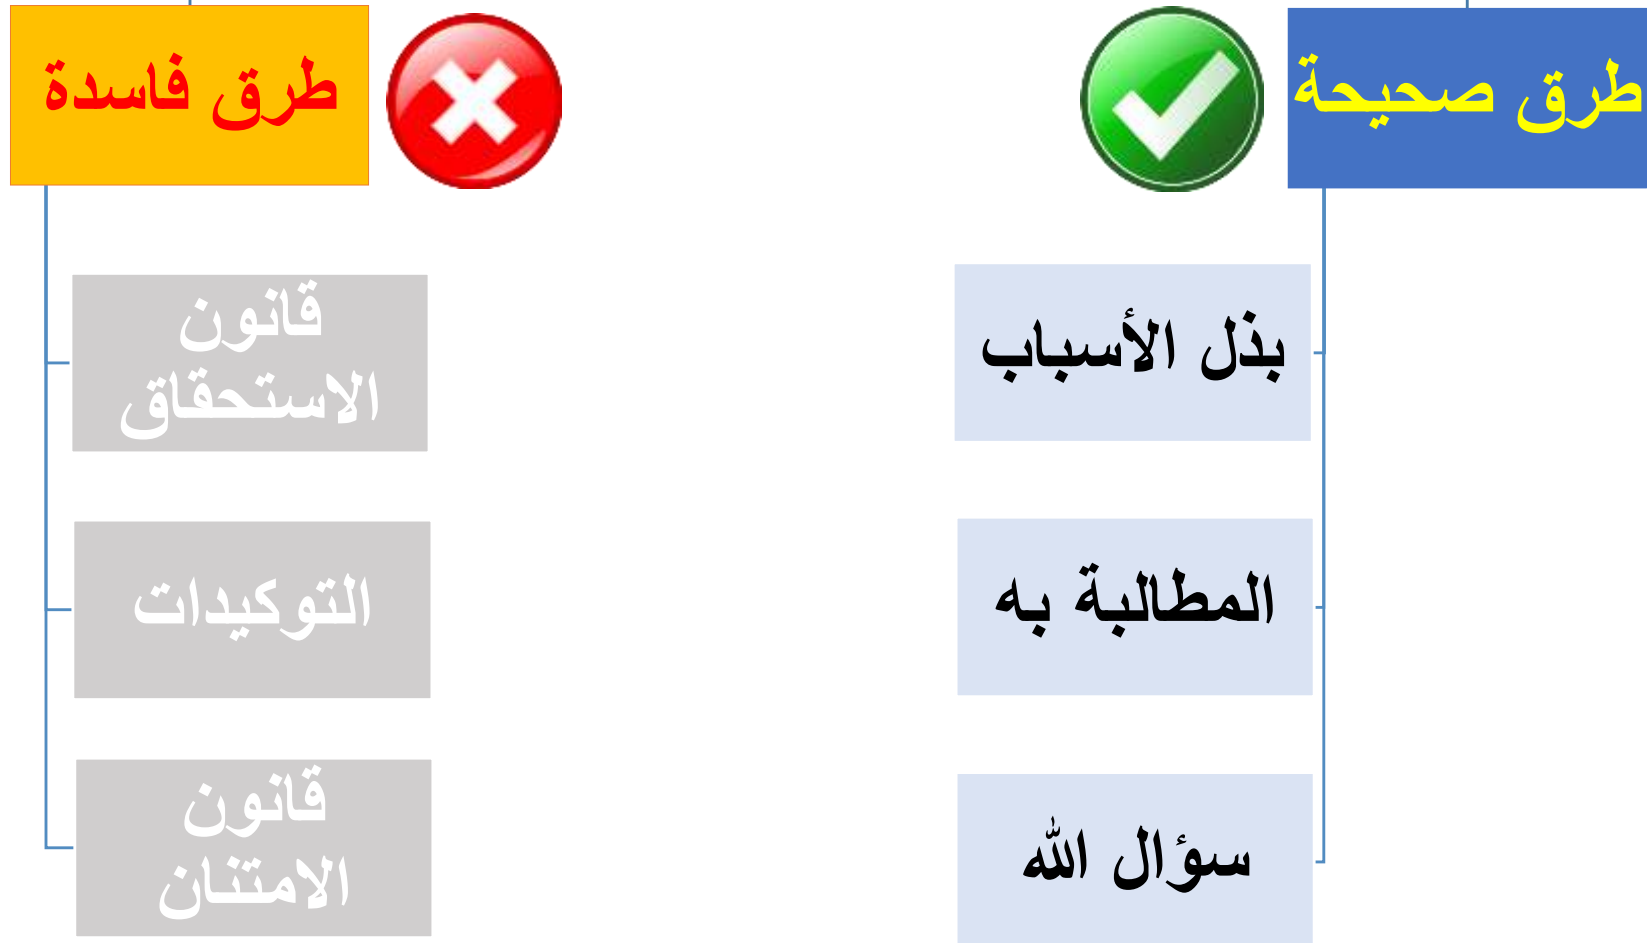 طرق صحيحة
بذل الأسباب
المطالبة به
سؤال الله
طرق فاسدة
قانون
الاستحقاق
التوكيدات
قانون
الامتنان